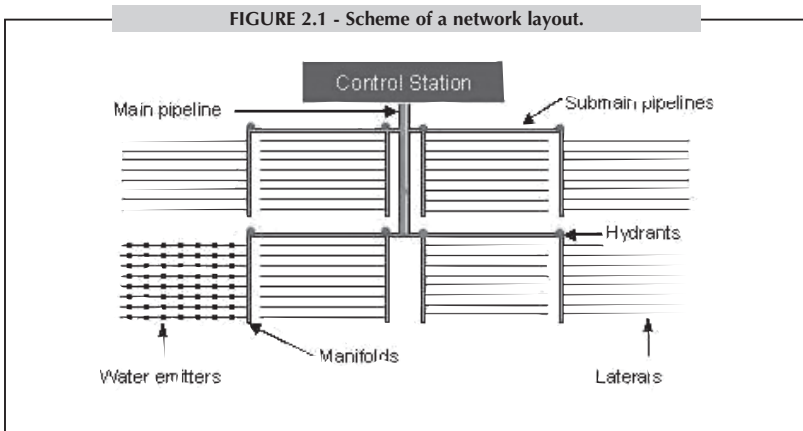 FIGURE 2.1 - Scheme of a network layout.
Control Station
Main pipeline
Submain pipelines
Hydrants
Manifolds
Water emitters
Laterals